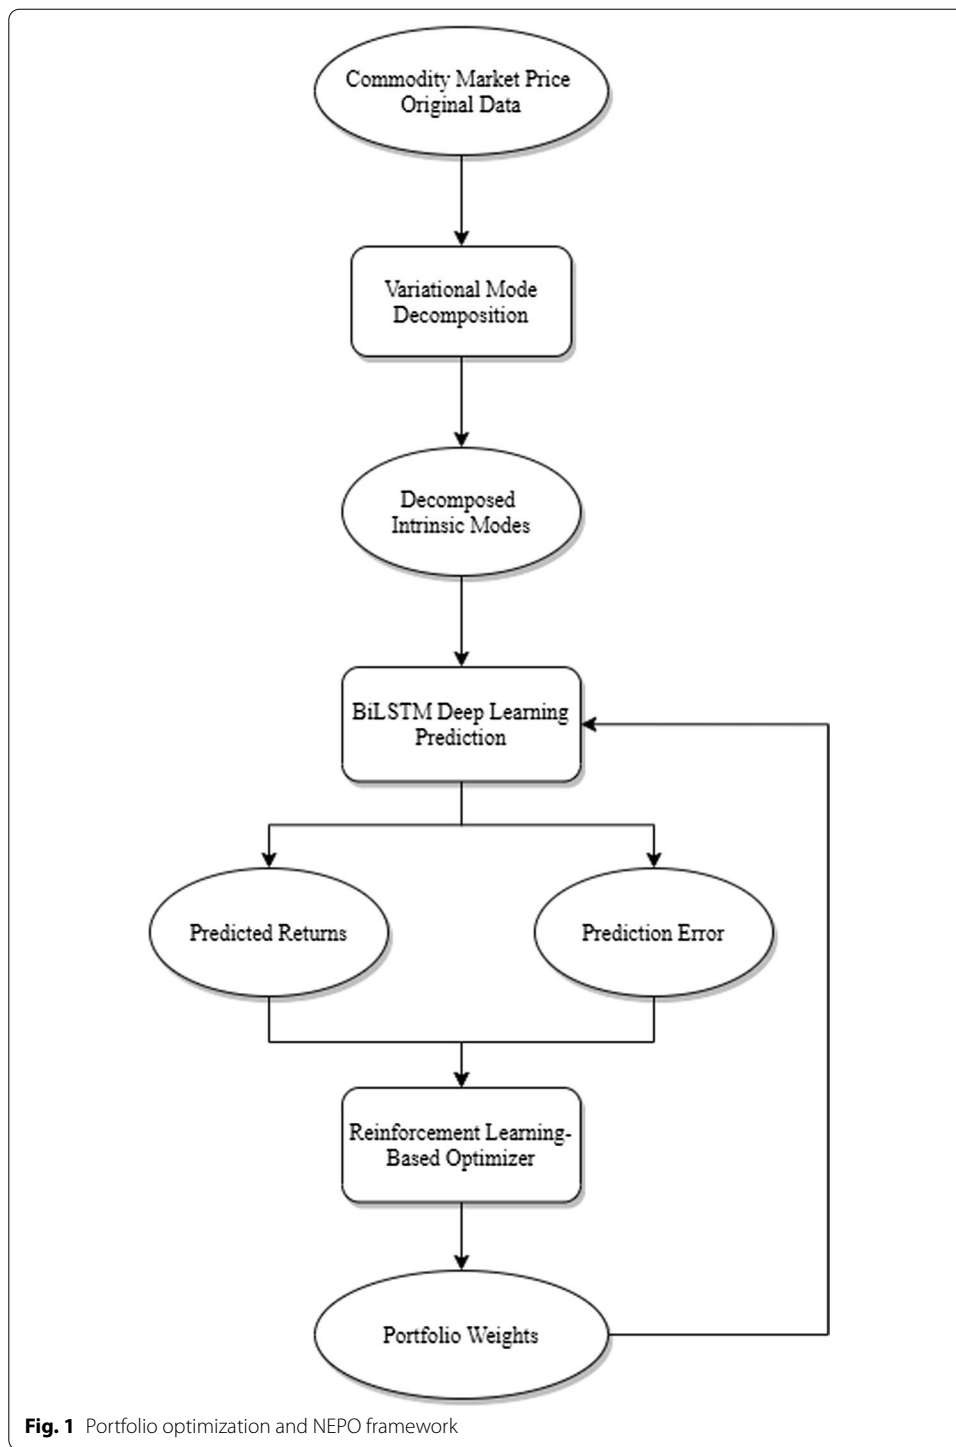 Commodity Market Price
Original Data
Variational Mode
Decomposition
Decomposed
Intrinsic Modes
BiLSTM Deep Learning
Prediction
Predicted Returns
Prediction Error
Reinforcement Learning-
Based Optimizer
Portfolio Weights
Fig. 1 Portfolio optimization and NEPO framework